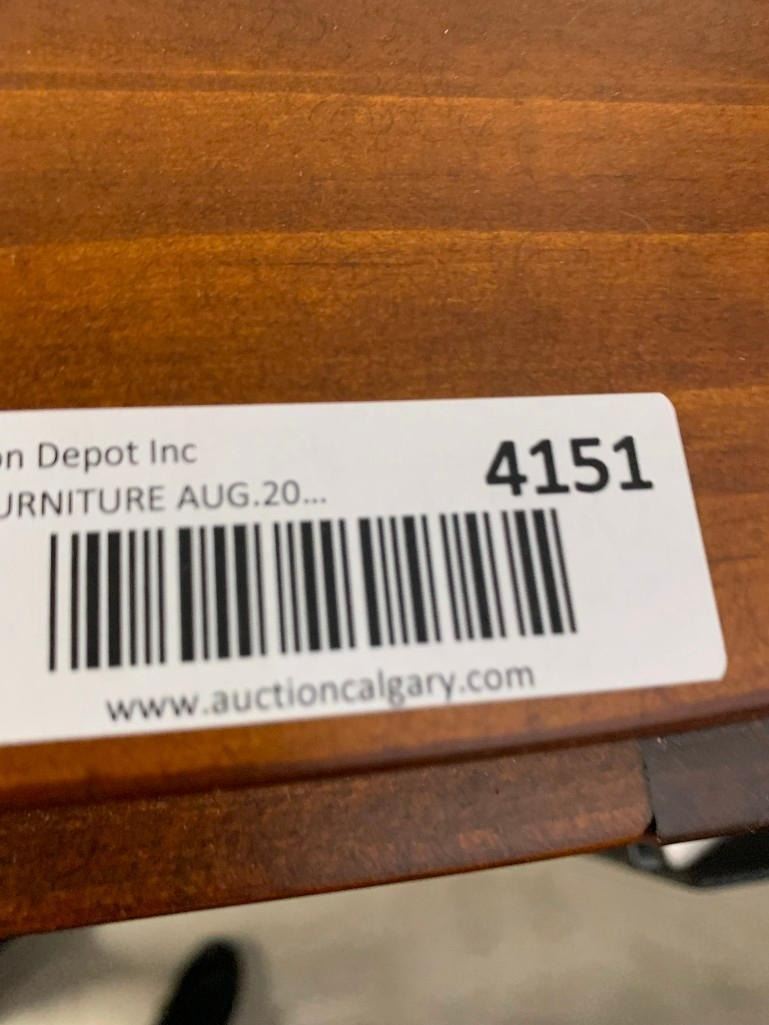 on Depot Inc
4151
URNITURE AUG.20...
www.auctioncalgary.com